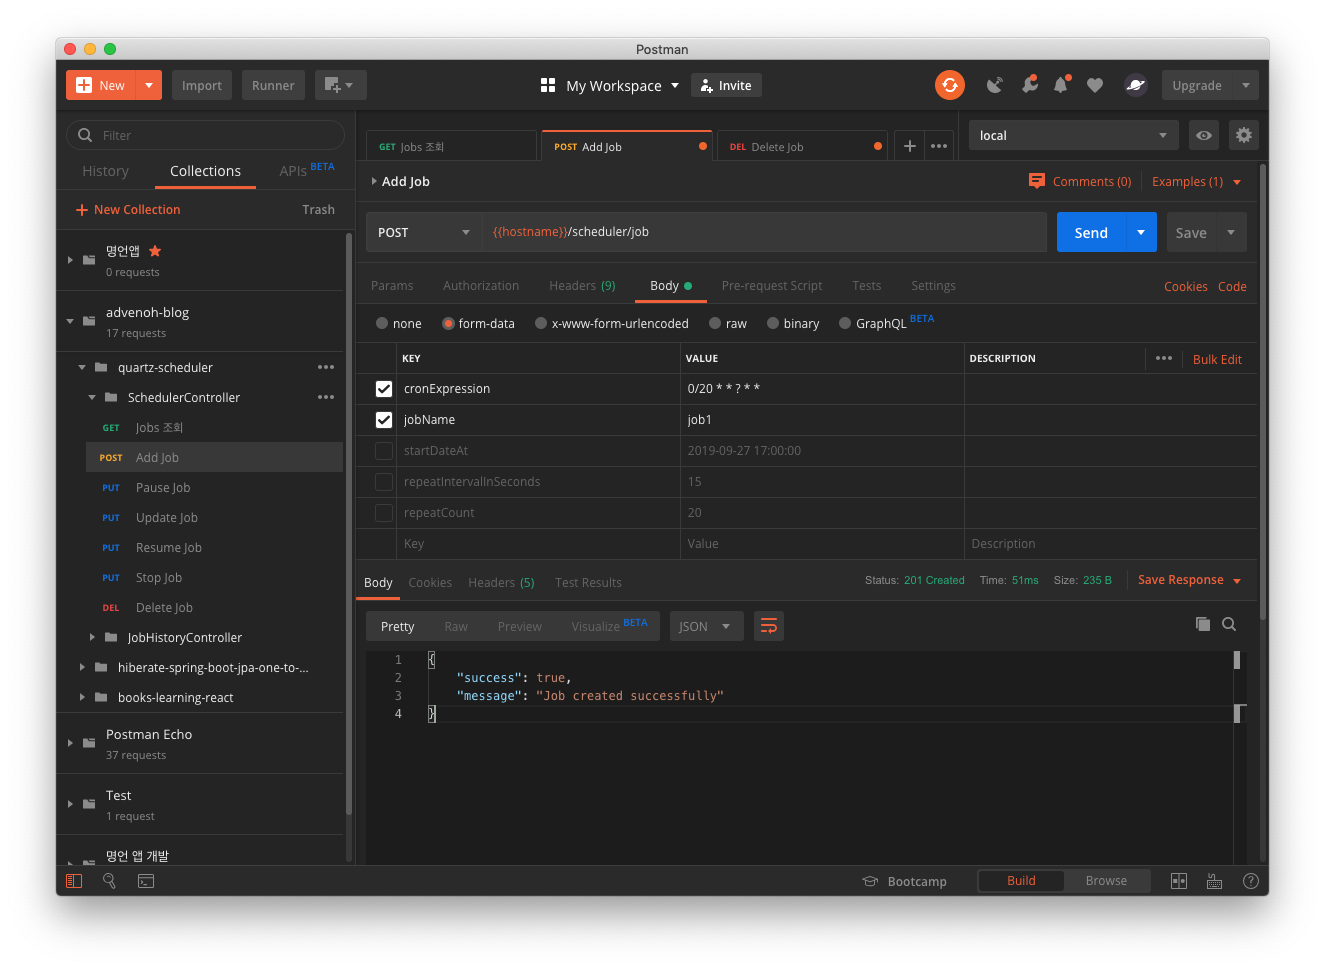 Postman
New
Import
Runner
My Workspace
Invite
Upgrade
Filter
History
Collections
APIs BETA
New Collection
Trash
명언앱
0 requests
advenoh-blog
17 requests
quartz-scheduler
SchedulerController
GET Jobs 조회
POST Add Job
PUT Pause Job
PUT Update Job
PUT Resume Job
PUT Stop Job
DEL Delete Job
JobHistoryController
hiberate-spring-boot-jpa-one-to-...
books-learning-react
Postman Echo
37 requests
Test
1 request
명언 앱 개발
GET Jobs 조회
POST Add Job
DEL Delete Job
local
Add Job
Comments (0)
Examples (1)
POST
{{hostname}}/scheduler/job
Send
Save
Params
Authorization
Headers (9)
Body
Pre-request Script
Tests
Settings
Cookies
Code
none
form-data
x-www-form-urlencoded
raw
binary
GraphQL BETA
KEY VALUE DESCRIPTION
Bulk Edit
cronExpression 0/20 * * ? * *
jobName job1
startDateAt 2019-09-27 17:00:00
repeatIntervalInSeconds 15
repeatCount 20
Key Value Description
Body
Cookies
Headers (5)
Test Results
Status: 201 Created
Time: 51ms
Size: 235 B
Save Response
Pretty
Raw
Preview
Visualize BETA
JSON
1 {
2 "success": true,
3 "message": "Job created successfully"
4 }
Bootcamp
Build
Browse